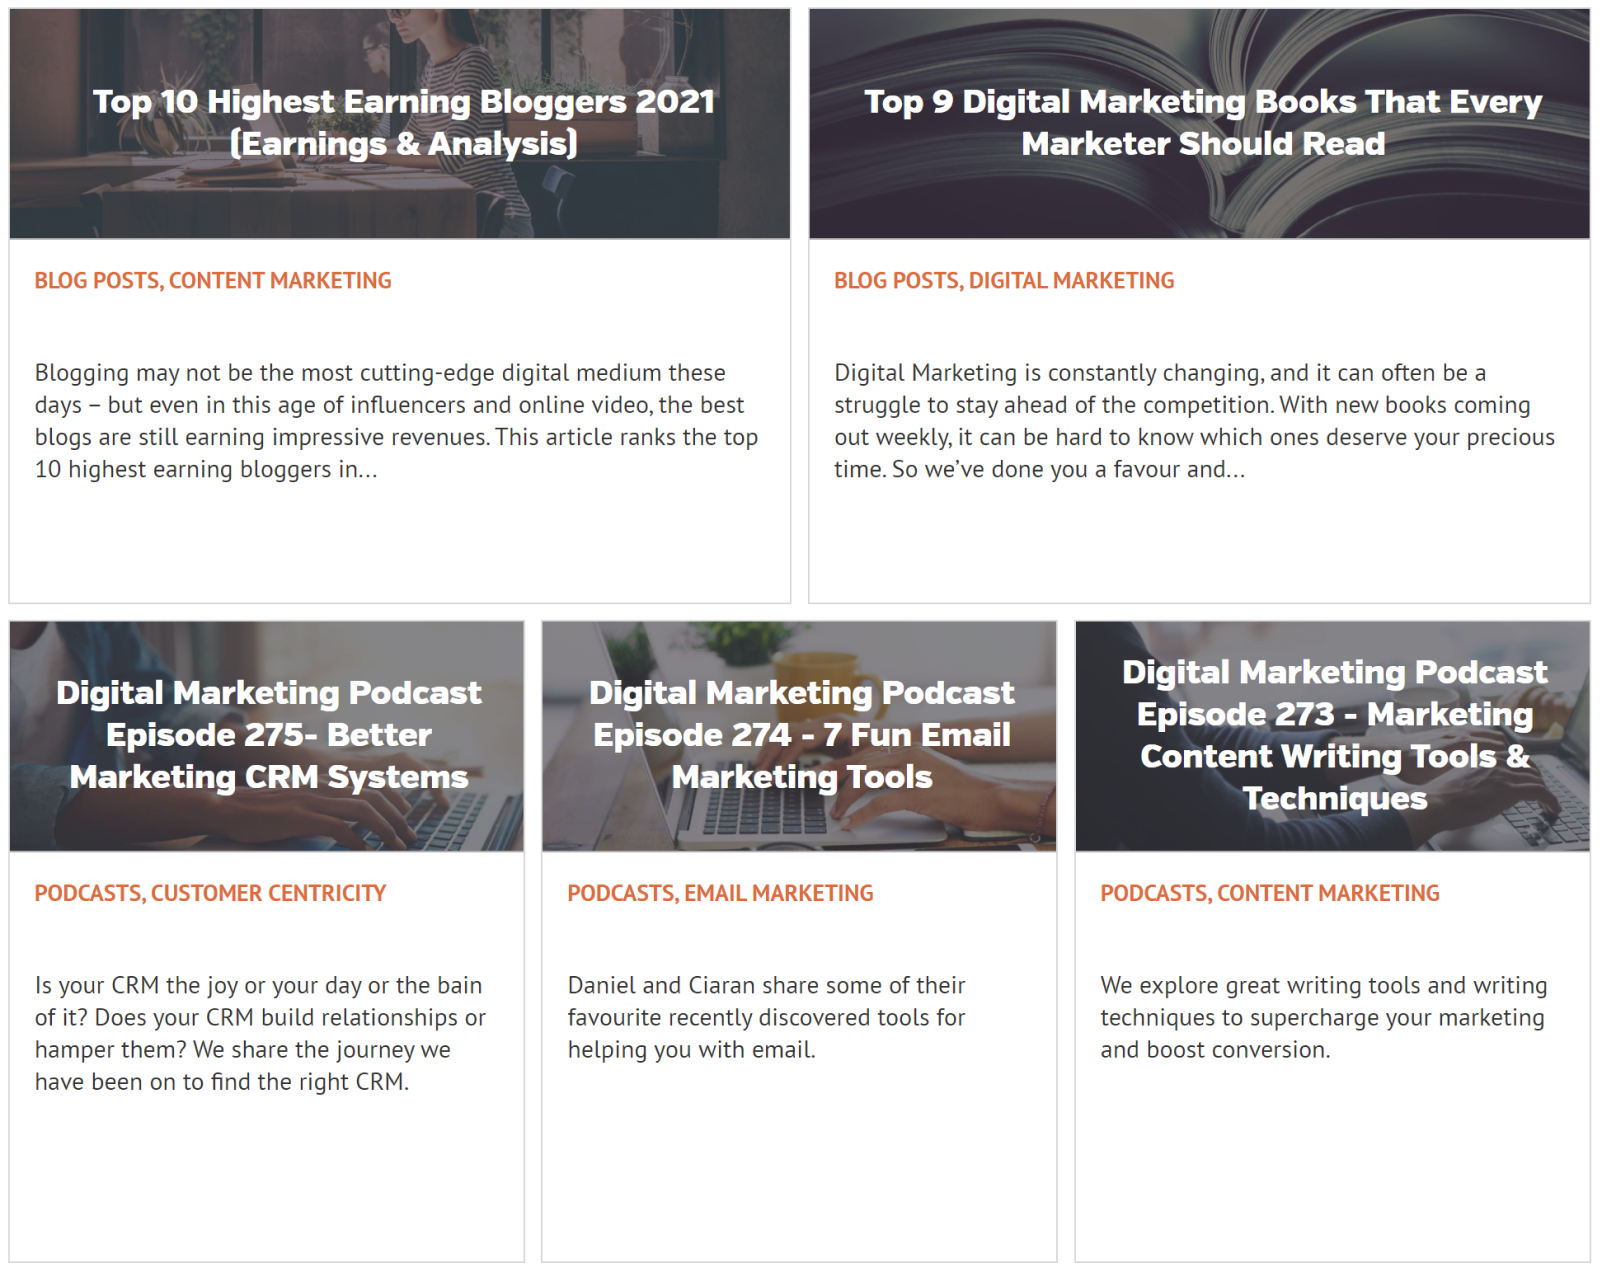 Top 10 Highest Earning Bloggers 2021
(Earnings & Analysis)
BLOG POSTS, CONTENT MARKETING
Blogging may not be the most cutting-edge digital medium these
days – but even in this age of influencers and online video, the best
blogs are still earning impressive revenues. This article ranks the top
10 highest earning bloggers in...
Top 9 Digital Marketing Books That Every
Marketer Should Read
BLOG POSTS, DIGITAL MARKETING
Digital Marketing is constantly changing, and it can often be a
struggle to stay ahead of the competition. With new books coming
out weekly, it can be hard to know which ones deserve your precious
time. So we’ve done you a favour and...
Digital Marketing Podcast
Episode 275- Better
Marketing CRM Systems
PODCASTS, CUSTOMER CENTRICITY
Is your CRM the joy or your day or the bain
of it? Does your CRM build relationships or
hamper them? We share the journey we
have been on to find the right CRM.
Digital Marketing Podcast
Episode 274 - 7 Fun Email
Marketing Tools
PODCASTS, EMAIL MARKETING
Daniel and Ciaran share some of their
favourite recently discovered tools for
helping you with email.
Digital Marketing Podcast
Episode 273 - Marketing
Content Writing Tools &
Techniques
PODCASTS, CONTENT MARKETING
We explore great writing tools and writing
techniques to supercharge your marketing
and boost conversion.